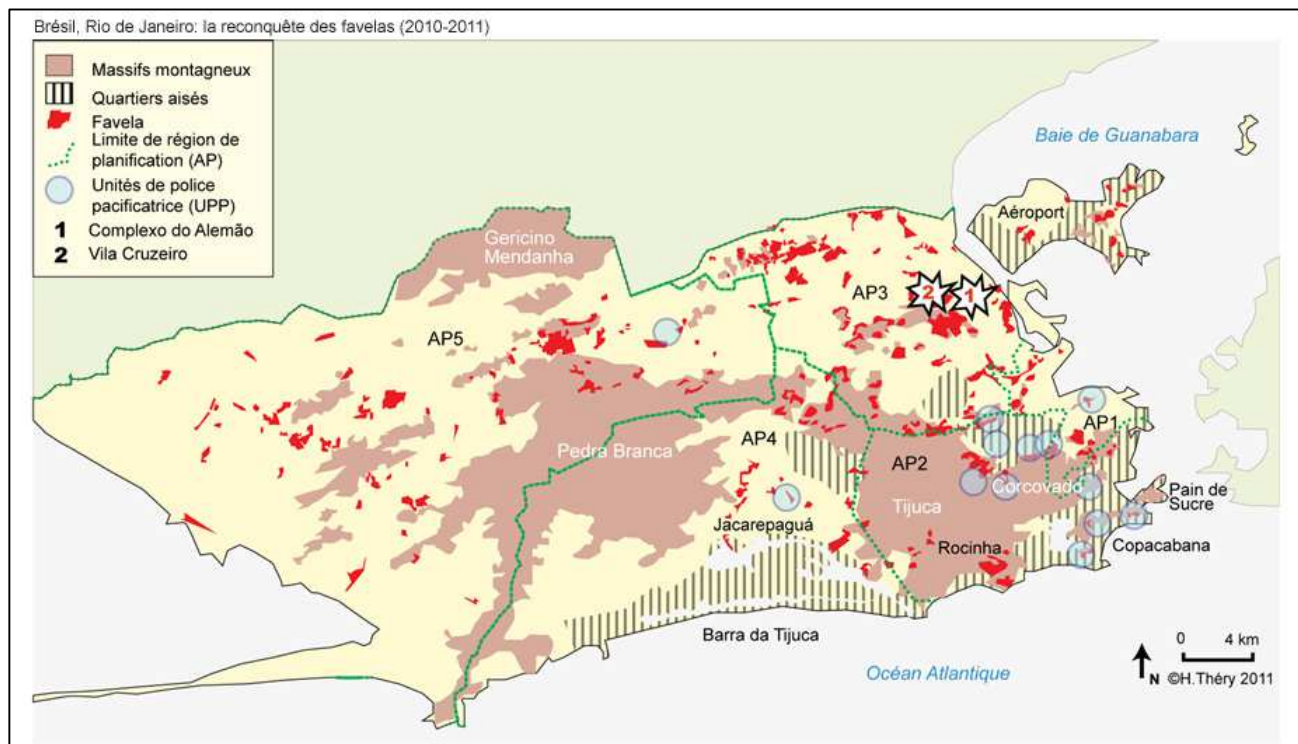 Brésil, Rio de Janeiro: la reconquête des favelas (2010-2011)
Massifs montagneux
Quartiers aisés
Favela
Limite de région de
planification (AP)
Unités de police
pacificatrice (UPP)
1 Complexo do Alemão
2 Vila Cruzeiro
Baie de Guanabara
Aéroport
Gericino
Mendanha
AP3
2
1
AP5
AP1
AP4
AP2
Pedra Branca
Corcovado
Pain de
Sucre
Tijuca
Jacarepaguá
Rocinha
Copacabana
Barra da Tijuca
0 4 km
Océan Atlantique
N ©H.Théry 2011